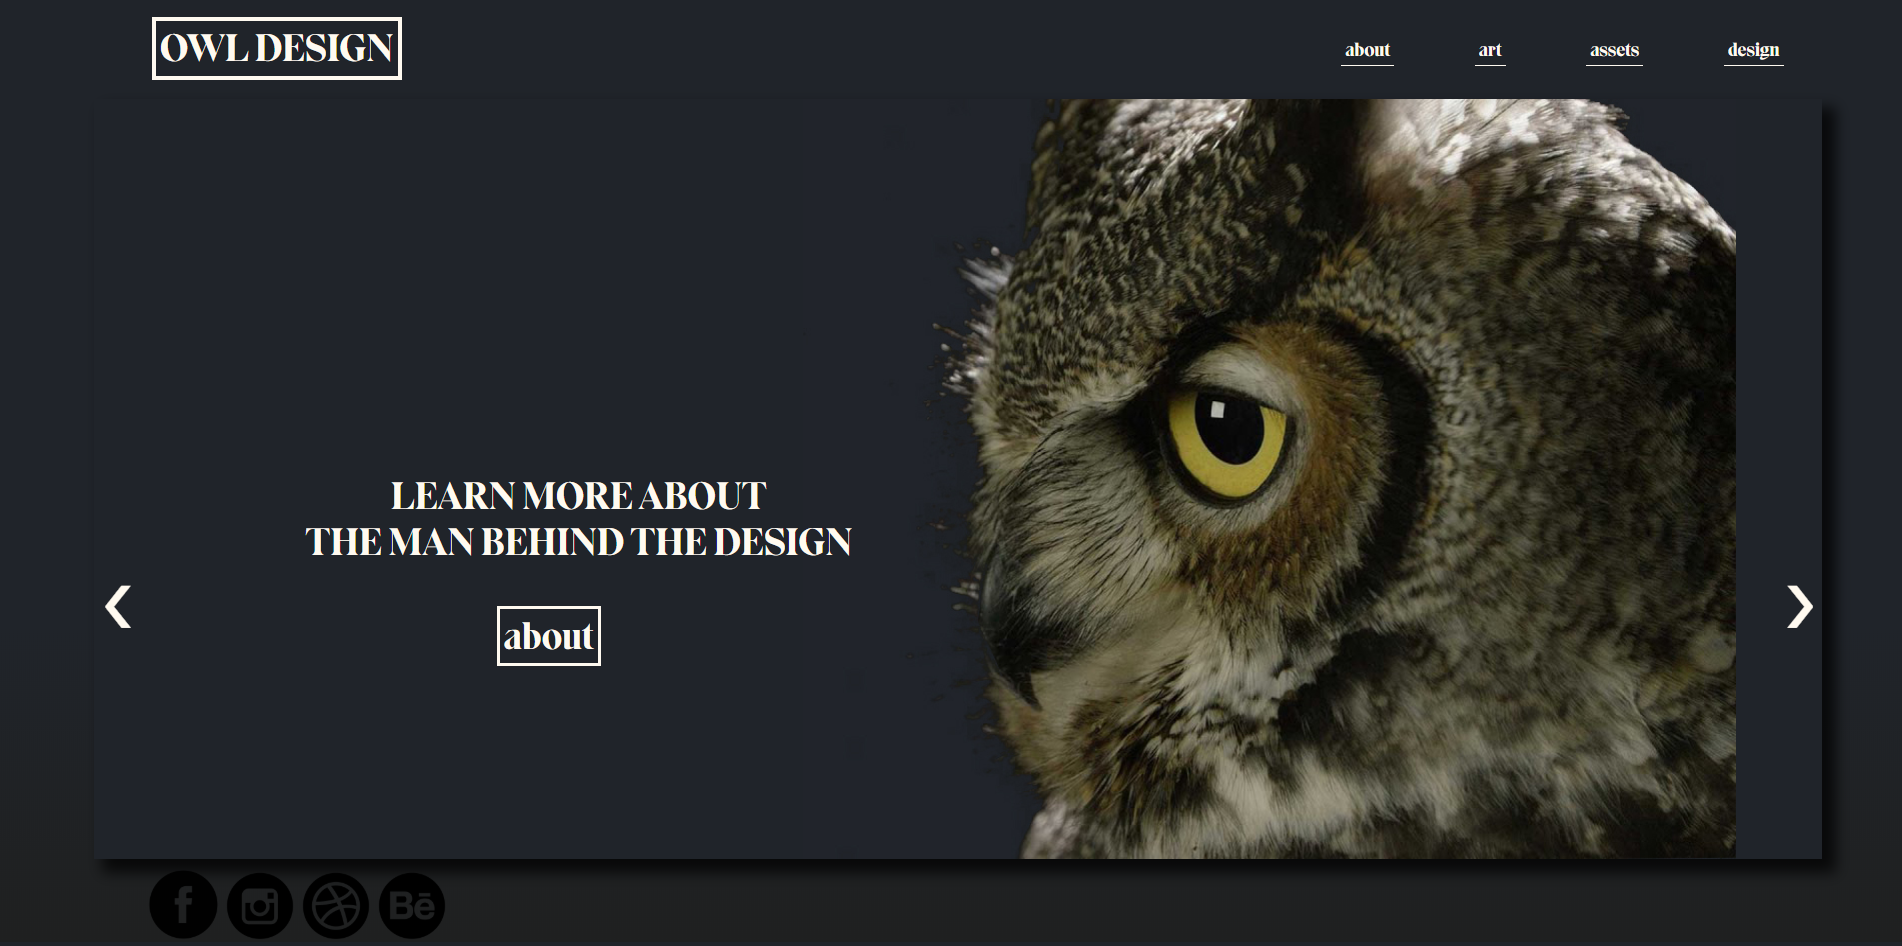 OWL DESIGN
about
art
assets
design
LEARN MORE ABOUT
THE MAN BEHIND THE DESIGN
about
f
Bē